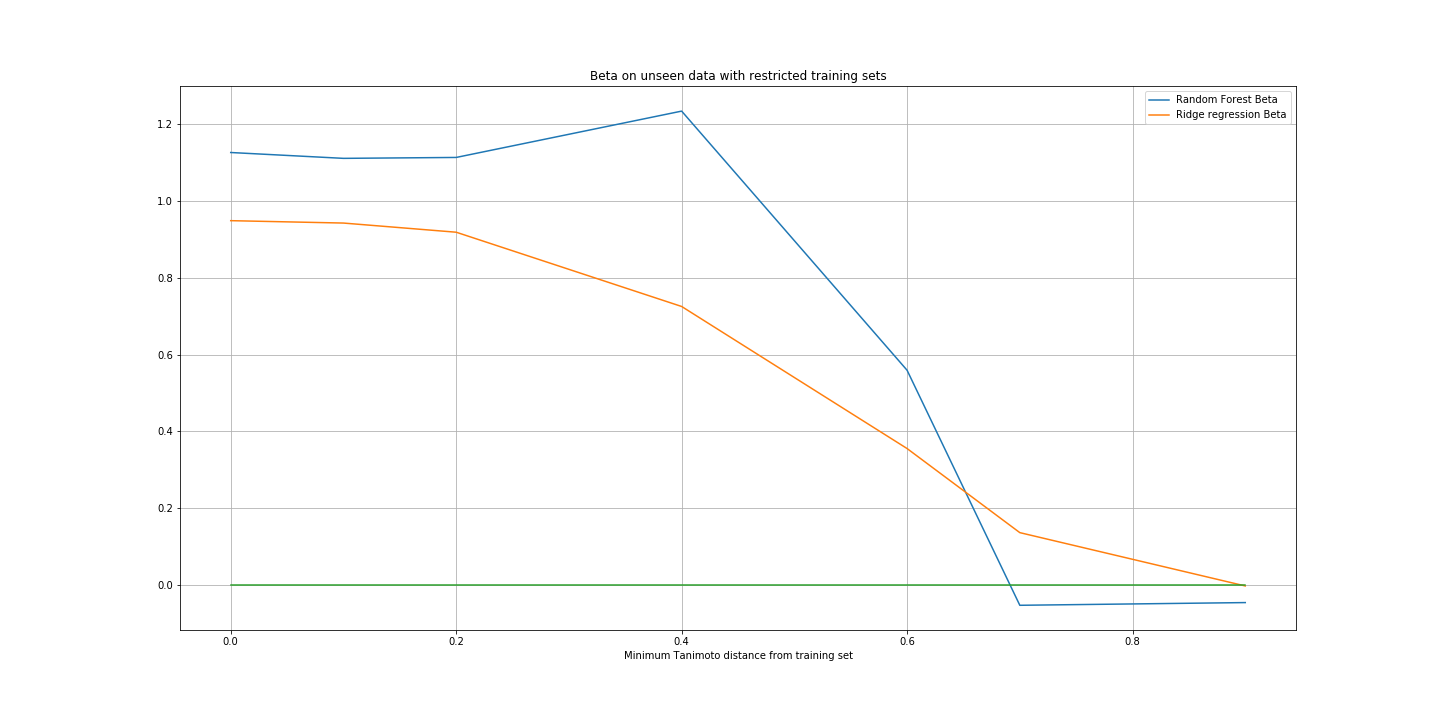 Beta on unseen data with restricted training sets
Random Forest Beta
Ridge regression Beta
1.2
1.0
0.8
0.6
0.4
0.2
0.0
0.0 0.2 0.4 0.6 0.8
Minimum Tanimoto distance from training set